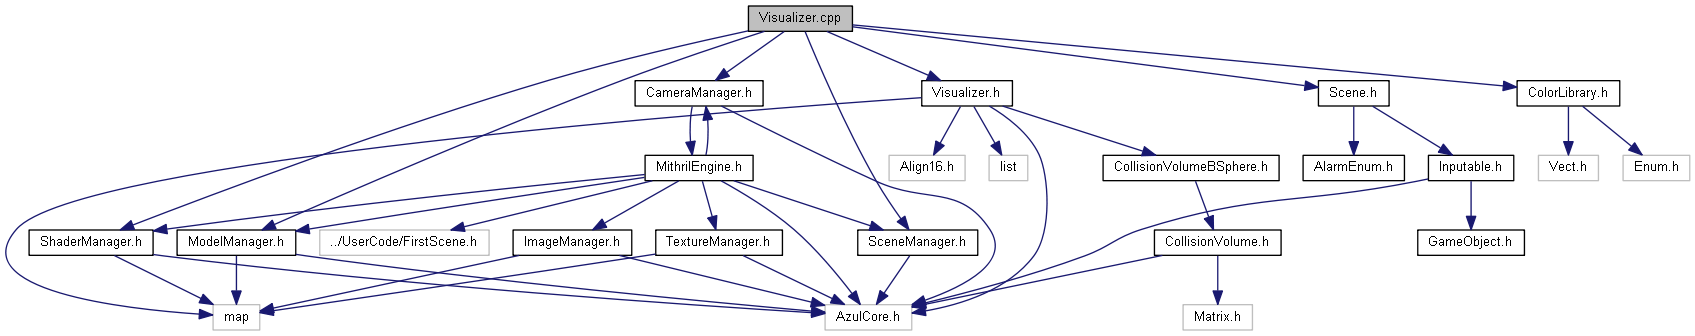 Visualizer.cpp
CameraManager.h
Visualizer.h
Scene.h
ColorLibrary.h
MithrilEngine.h
Align16.h
list
CollisionVolumeBSphere.h
AlarmEnum.h
Inputable.h
Vect.h
Enum.h
ShaderManager.h
ModelManager.h
../UserCode/FirstScene.h
ImageManager.h
TextureManager.h
SceneManager.h
CollisionVolume.h
GameObject.h
map
AzulCore.h
Matrix.h